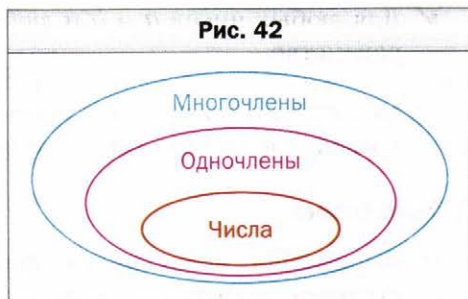 Рис. 42
Многочлены
Одночлены
Числа